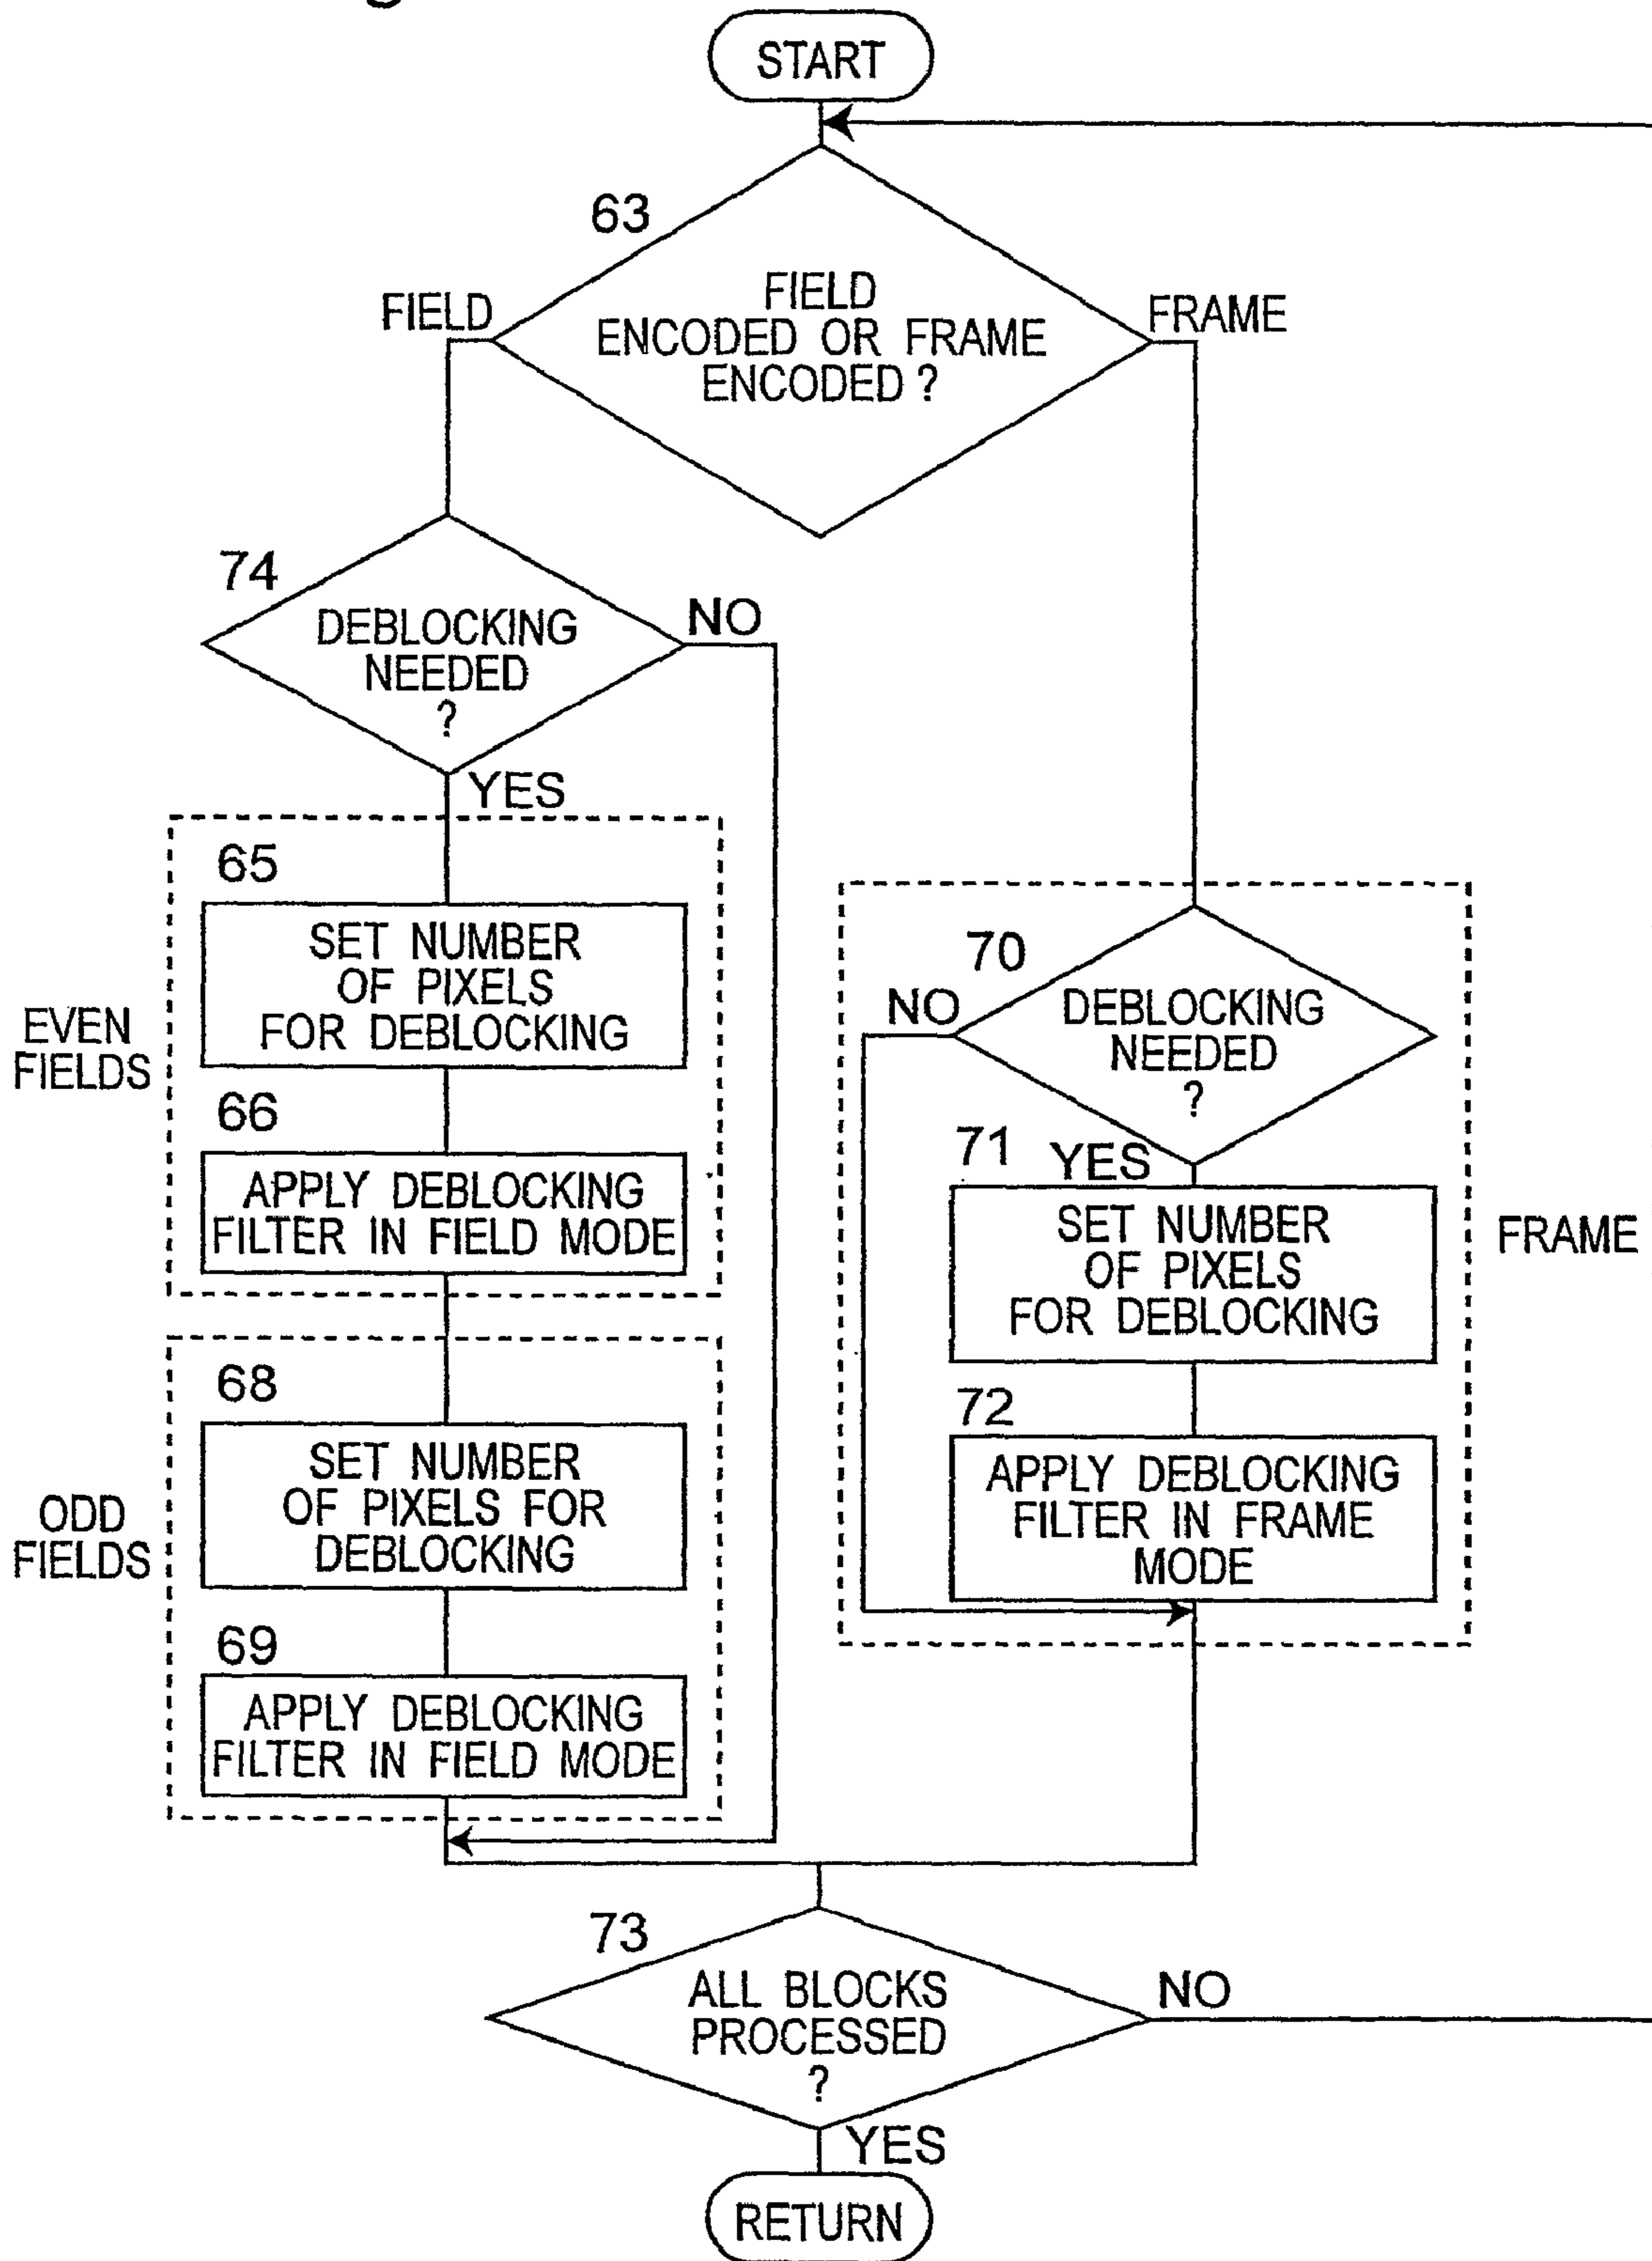 START
63
FIELD
ENCODED OR FRAME
ENCODED ?
FIELD
FRAME
74
DEBLOCKING
NEEDED
?
NO
YES
EVEN
FIELDS
65
SET NUMBER
OF PIXELS
FOR DEBLOCKING
66
APPLY DEBLOCKING
FILTER IN FIELD MODE
ODD
FIELDS
68
SET NUMBER
OF PIXELS FOR
DEBLOCKING
69
APPLY DEBLOCKING
FILTER IN FIELD MODE
70
DEBLOCKING
NEEDED
?
NO
YES
71
SET NUMBER
OF PIXELS
FOR DEBLOCKING
FRAME
72
APPLY DEBLOCKING
FILTER IN FRAME
MODE
73
ALL BLOCKS
PROCESSED
?
NO
YES
RETURN